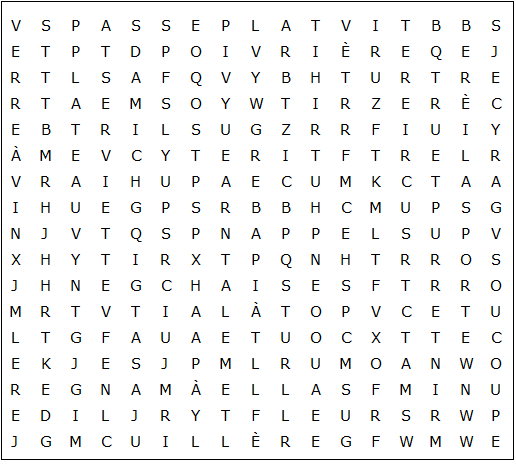 V S P A S S E P L A T V I T B B S
E T P T D P O I V R I È R E Q E J
R T L S A F Q V Y B H T U R T R E
R T A E M S O Y W T I R Z E R È C
E B T R I L S U G Z R R F I U I Y
À M E V C Y T E R I T F T R E L R
V R A I H U P A E C U M K C T A A
I H U E G P S R B B H C M U P S G
N J V T Q S P N A P P E L S U P V
X H Y T I R X T P Q N H T R R O S
J H N E G C H A I S E S F T R R O
M R T V T I A L À T O P V C E T U
L T G F A U A E T U O C X T T E C
E K J E S J P M L R U M O A N W O
R E G N A M À E L L A S F M I N U
E D I L J R Y T F L E U R S R W P
J G M C U I L L È R E G F W M W E